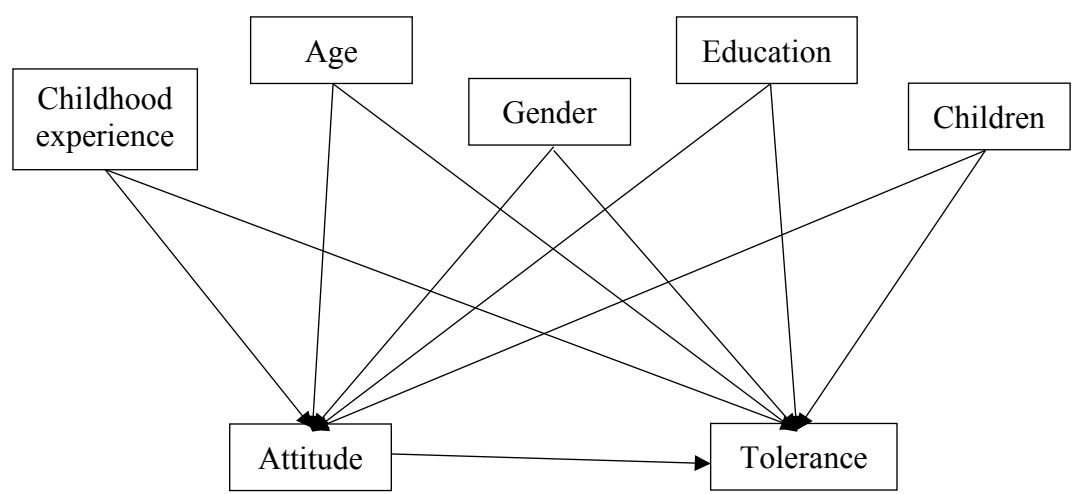 Childhood
experience
Age
Gender
Education
Children
Attitude
Tolerance